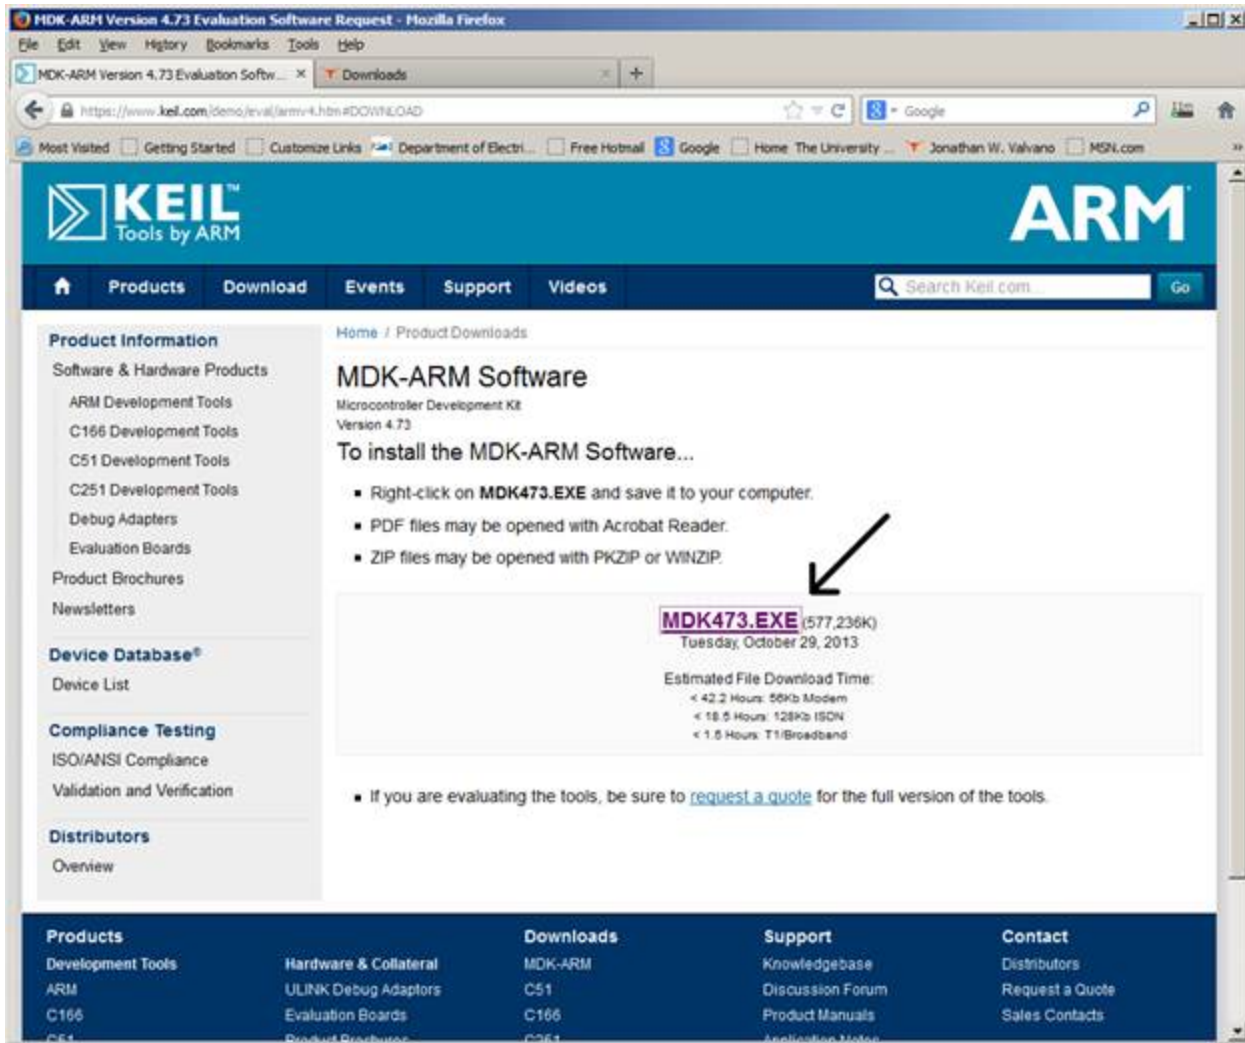 MDK-ARM Version 4.73 Evaluation Software Request - Mozilla Firefox
File Edit View History Bookmarks Tools Help
MDK-ARM Version 4.73 Evaluation Softw... × Downloads × +
https://www.keil.com/demo/eval/armv4.htm#DOWNLOAD Google
Most Visited Getting Started Customize Links Department of Electri... Free Hotmail Google Home The University ... Jonathan W. Valvano MSN.com »
KEIL™
Tools by ARM
ARM
Products Download Events Support Videos Search Keil.com... Go
Product Information
Software & Hardware Products
ARM Development Tools
C166 Development Tools
C51 Development Tools
C251 Development Tools
Debug Adapters
Evaluation Boards
Product Brochures
Newsletters
Device Database®
Device List
Compliance Testing
ISO/ANSI Compliance
Validation and Verification
Distributors
Overview
Home / Product Downloads
MDK-ARM Software
Microcontroller Development Kit
Version 4.73
To install the MDK-ARM Software...
▪ Right-click on MDK473.EXE and save it to your computer.
▪ PDF files may be opened with Acrobat Reader.
▪ ZIP files may be opened with PKZIP or WINZIP.
MDK473.EXE (577,236K)
Tuesday, October 29, 2013
Estimated File Download Time:
< 42.2 Hours: 56Kb Modem
< 18.5 Hours: 128Kb ISDN
< 1.5 Hours: T1/Broadband
▪ If you are evaluating the tools, be sure to request a quote for the full version of the tools.
Products Downloads Support Contact
Development Tools Hardware & Collateral MDK-ARM Knowledgebase Distributors
ARM ULINK Debug Adaptors C51 Discussion Forum Request a Quote
C166 Evaluation Boards C166 Product Manuals Sales Contacts
C51 Product Brochures C251 Application Notes